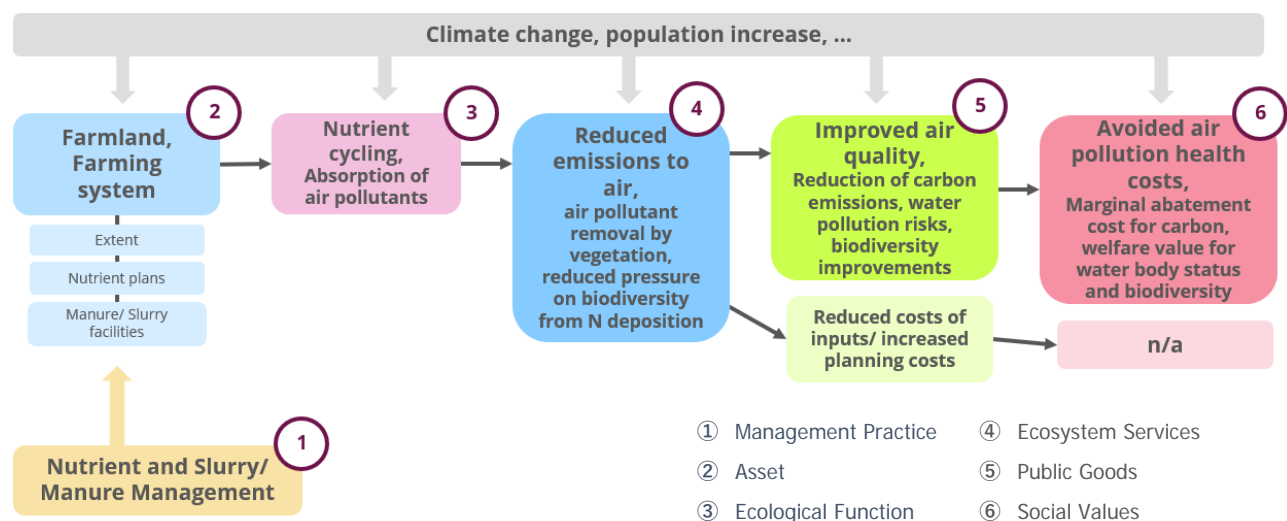 Climate change, population increase, ...
2
Farmland,
Farming
system
Extent
Nutrient plans
Manure/ Slurry
facilities
1
Nutrient and Slurry/
Manure Management
3
Nutrient
cycling,
Absorption of
air pollutants
4
Reduced
emissions to
air,
air pollutant
removal by
vegetation,
reduced pressure
on biodiversity
from N deposition
5
Improved air
quality,
Reduction of carbon
emissions, water
pollution risks,
biodiversity
improvements
Reduced costs of
inputs/ increased
planning costs
6
Avoided air
pollution health
costs,
Marginal abatement
cost for carbon,
welfare value for
water body status
and biodiversity
n/a
① Management Practice
② Asset
③ Ecological Function
④ Ecosystem Services
⑤ Public Goods
⑥ Social Values